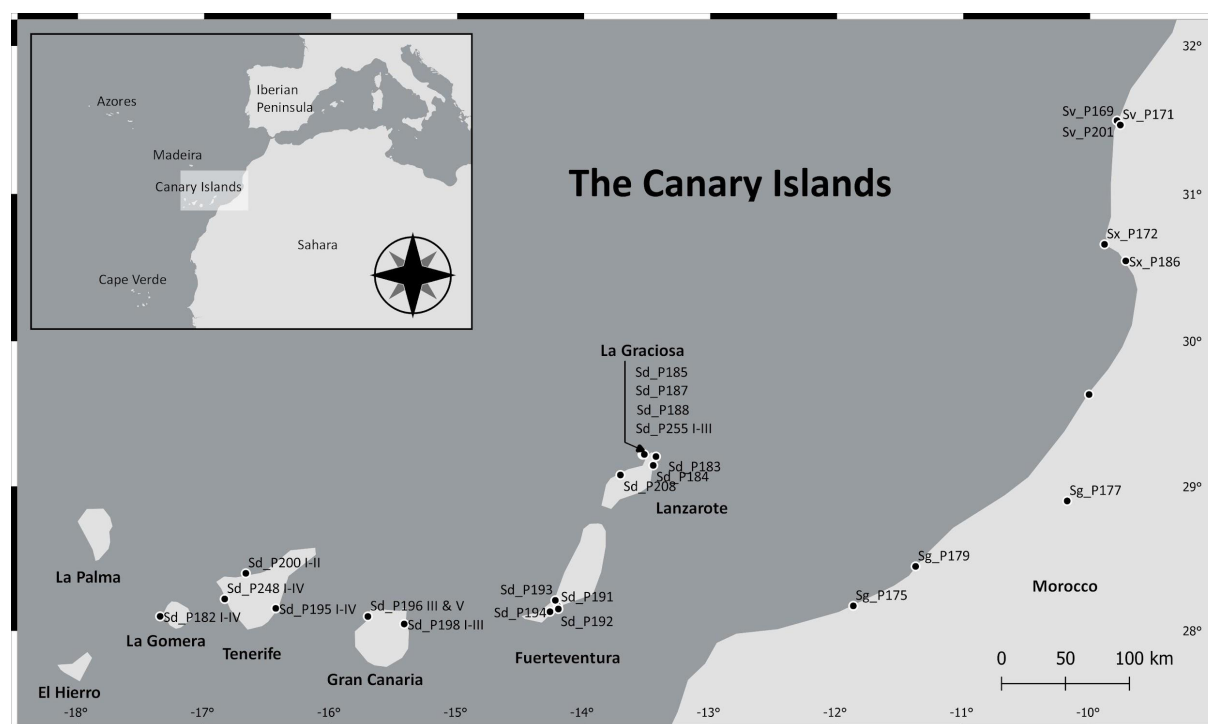 Azores
Iberian
Peninsula
Madeira
Canary Islands
Sahara
Cape Verde
The Canary Islands
32°
31°
30°
29°
28°
Sv_P169
Sv_P171
Sv_P201
Sx_P172
Sx_P186
La Graciosa
Sd_P185
Sd_P187
Sd_P188
Sd_P255 I-III
Sd_P183
Sd_P184
Sd_P208
Lanzarote
Sg_P177
Sg_P179
Sg_P175
Morocco
La Palma
Sd_P200 I-II
Sd_P248 I-IV
Sd_P195 I-IV
Sd_P182 I-IV
La Gomera
Tenerife
Sd_P196 III & V
Sd_P198 I-III
Gran Canaria
Sd_P193
Sd_P191
Sd_P194
Sd_P192
Fuerteventura
El Hierro
0 50 100 km
-18° -17° -16° -15° -14° -13° -12° -11° -10°